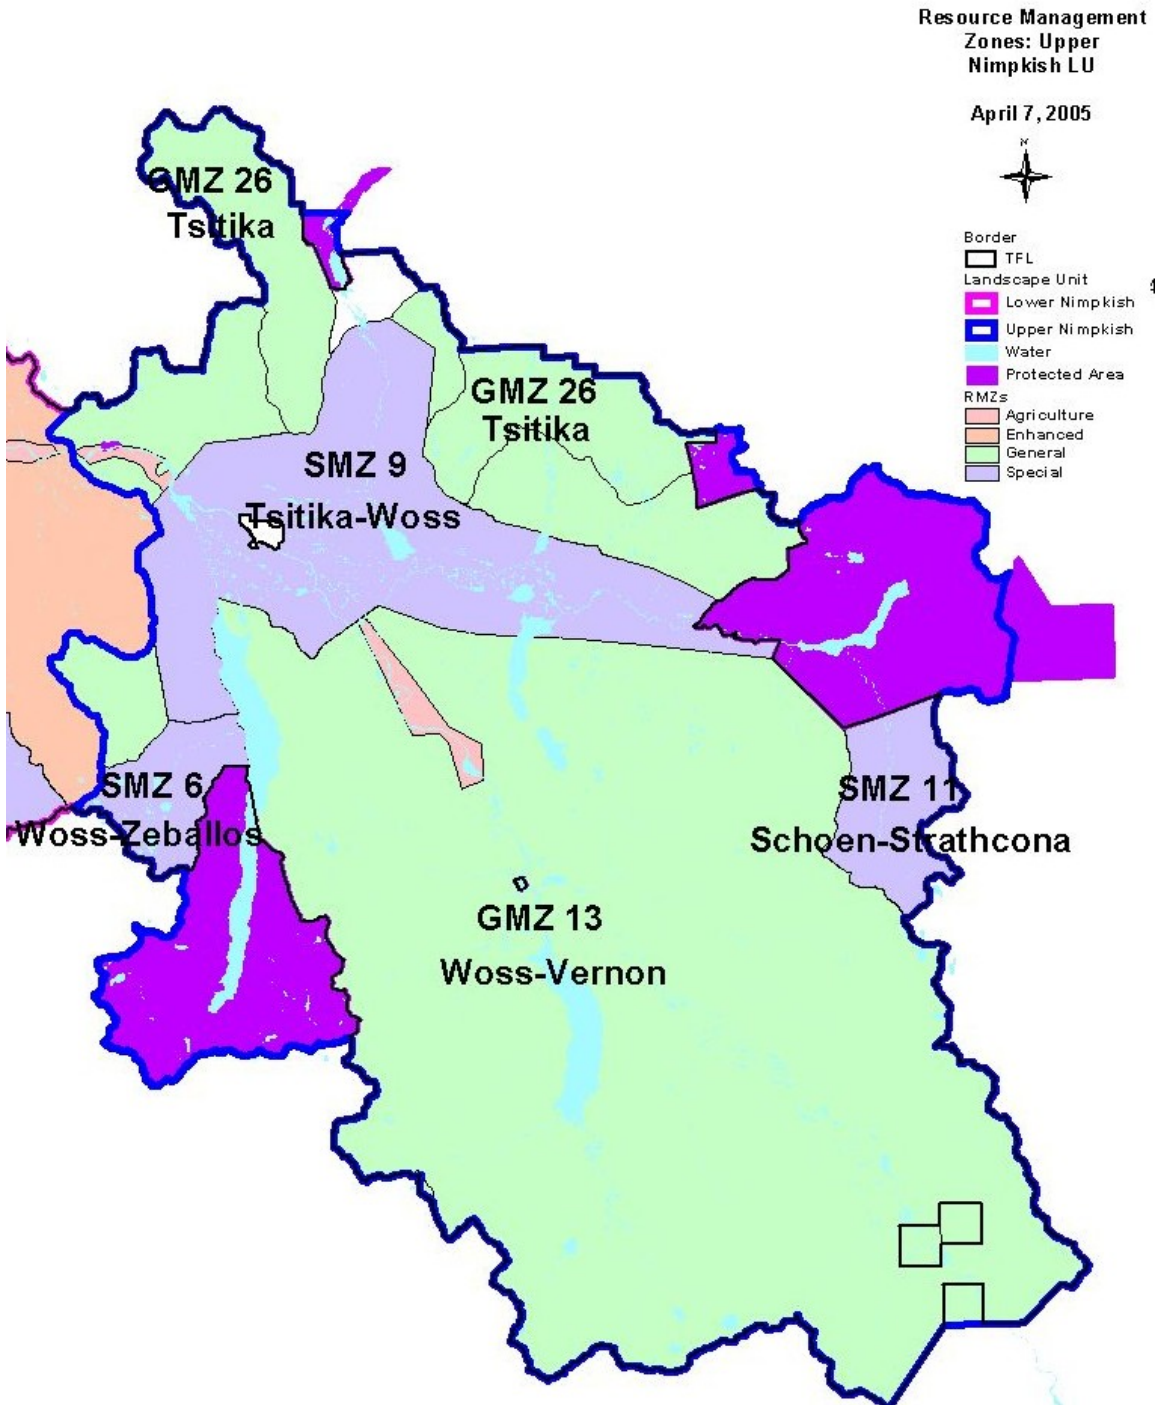 Resource Management
Zones: Upper
Nimpkish LU
April 7, 2005
N
Border
TFL
Landscape Unit
Lower Nimpkish
Upper Nimpkish
Water
Protected Area
RMZs
Agriculture
Enhanced
General
Special
GMZ 26
Tsitika
GMZ 26
Tsitika
SMZ 9
Tsitika-Woss
SMZ 6
Woss-Zeballos
SMZ 11
Schoen-Strathcona
GMZ 13
Woss-Vernon